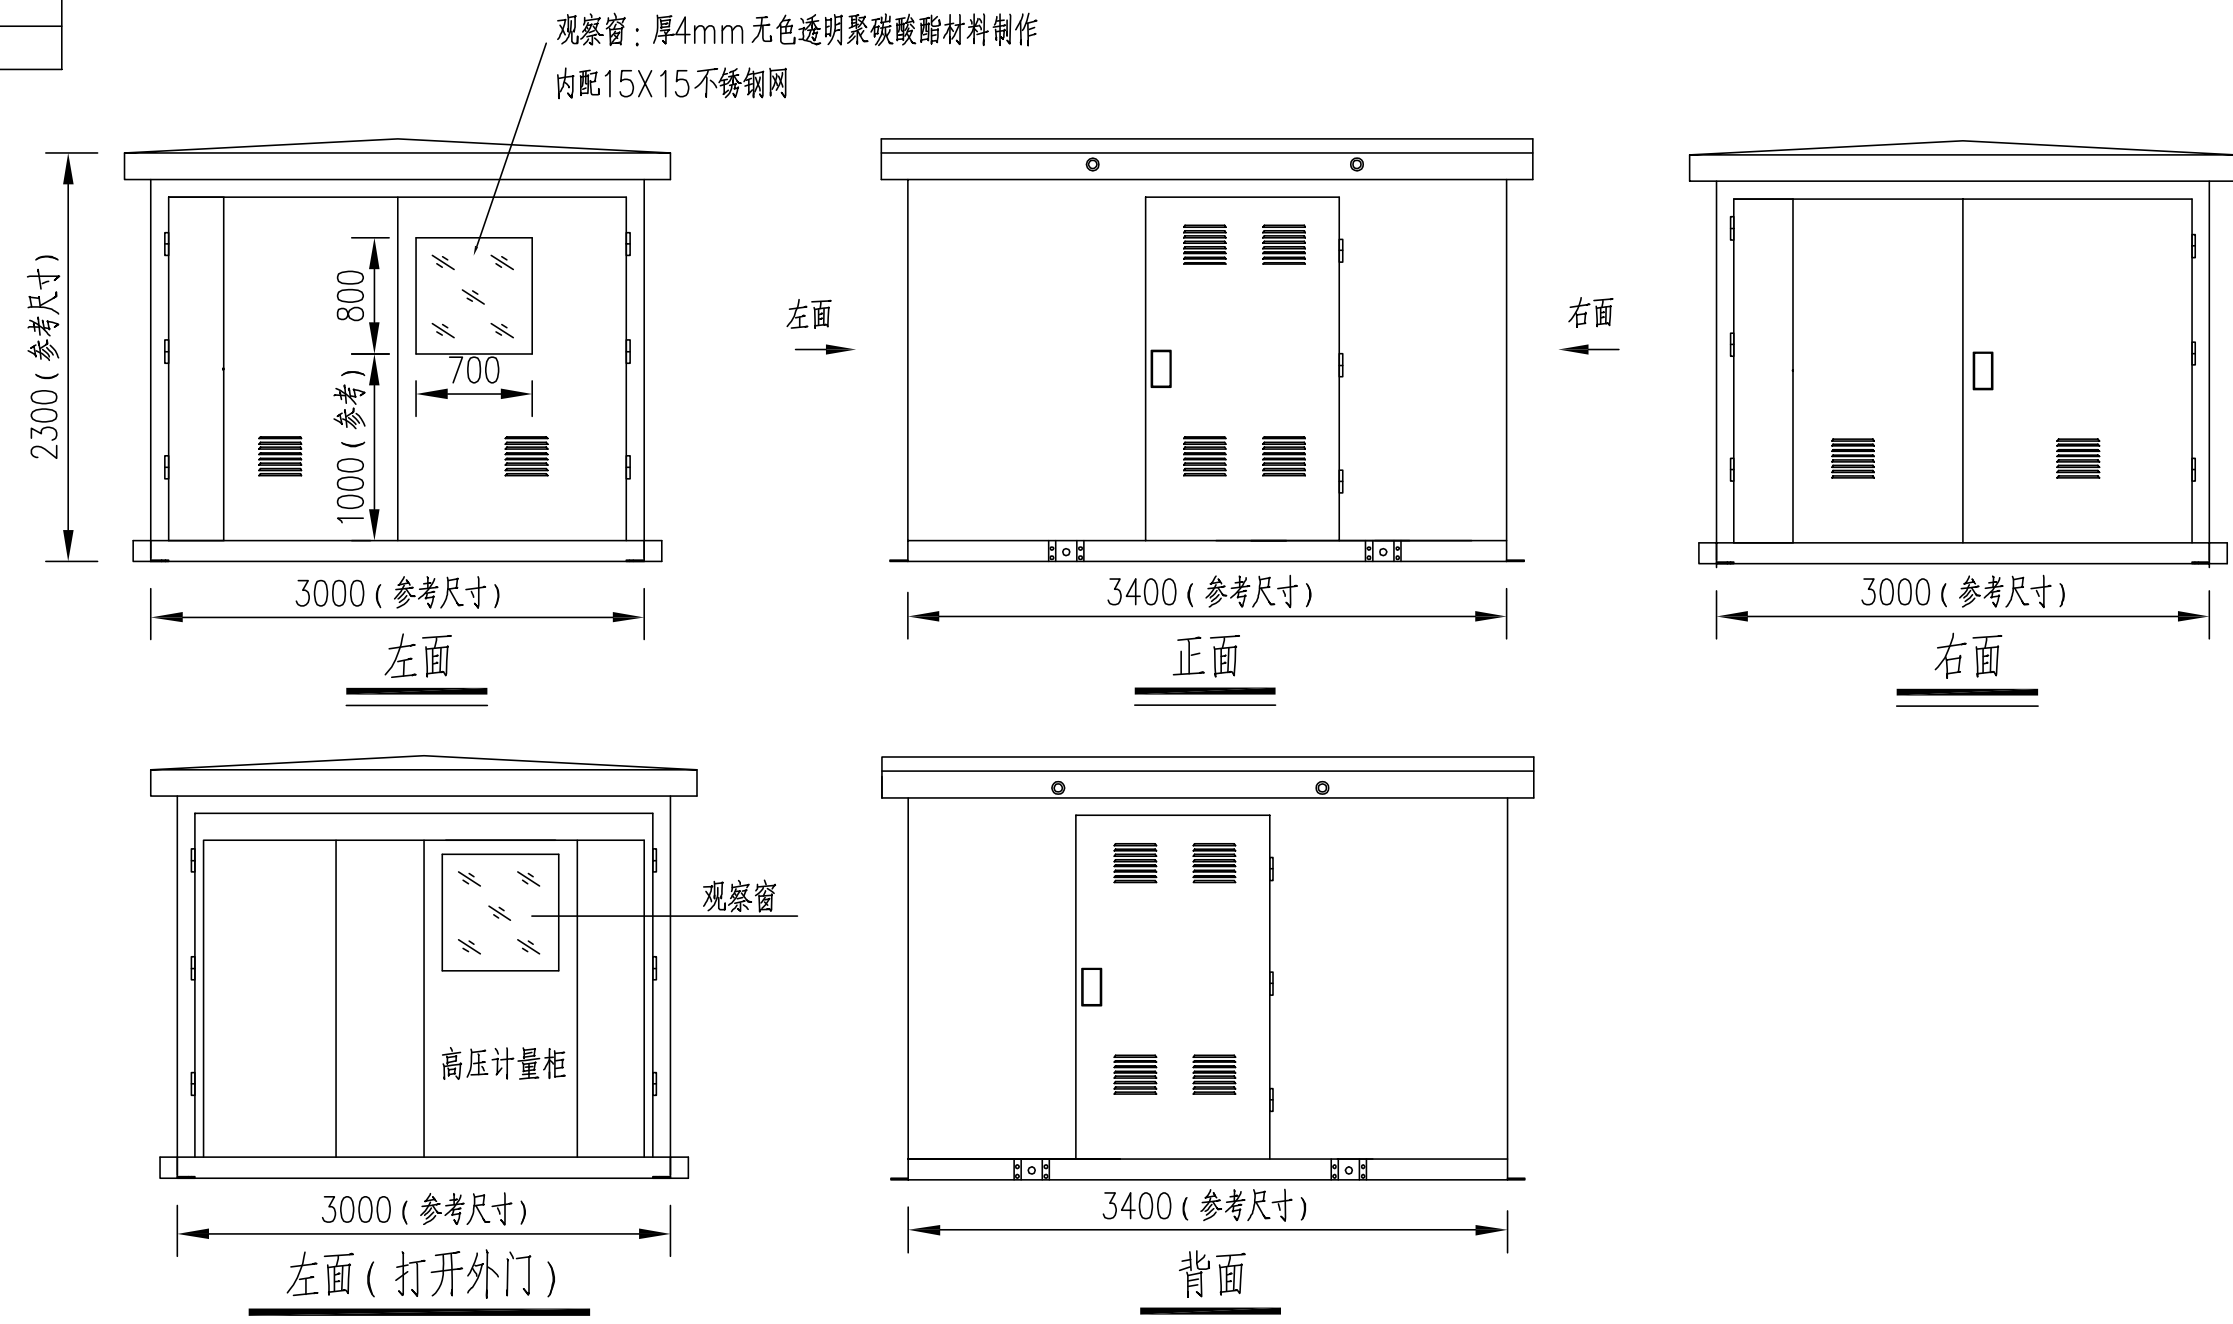 观察窗：厚4mm无色透明聚碳酸酯材料制作
内配15X15不锈钢网
2300(参考尺寸)
800
700
1000(参考)
左面
右面
3000(参考尺寸)
3400(参考尺寸)
3000(参考尺寸)
左面
正面
右面
观察窗
高压计量柜
3000(参考尺寸)
3400(参考尺寸)
左面(打开外门)
背面